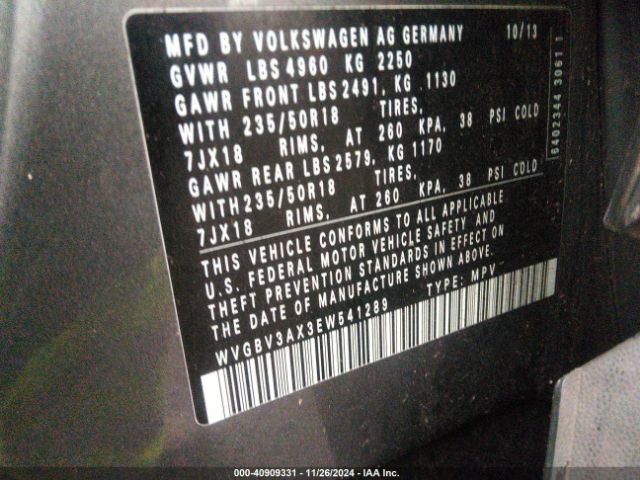 MFD BY VOLKSWAGEN AG GERMANY 10/13
GVWR LBS 4960 KG 2250
GAWR FRONT LBS 2491, KG 1130
WITH 235/50R18 TIRES,
7JX18 RIMS, AT 260 KPA, 38 PSI COLD
GAWR REAR LBS 2579, KG 1170
WITH 235/50R18 TIRES,
7JX18 RIMS, AT 260 KPA, 38 PSI COLD
THIS VEHICLE CONFORMS TO ALL APPLICABLE
U.S. FEDERAL MOTOR VEHICLE SAFETY AND
THEFT PREVENTION STANDARDS IN EFFECT ON
THE DATE OF MANUFACTURE SHOWN ABOVE.
WVGBV3AX3EW541289 TYPE: MPV
6402344 3061 1
000-40909331 - 11/26/2024 - IAA Inc.